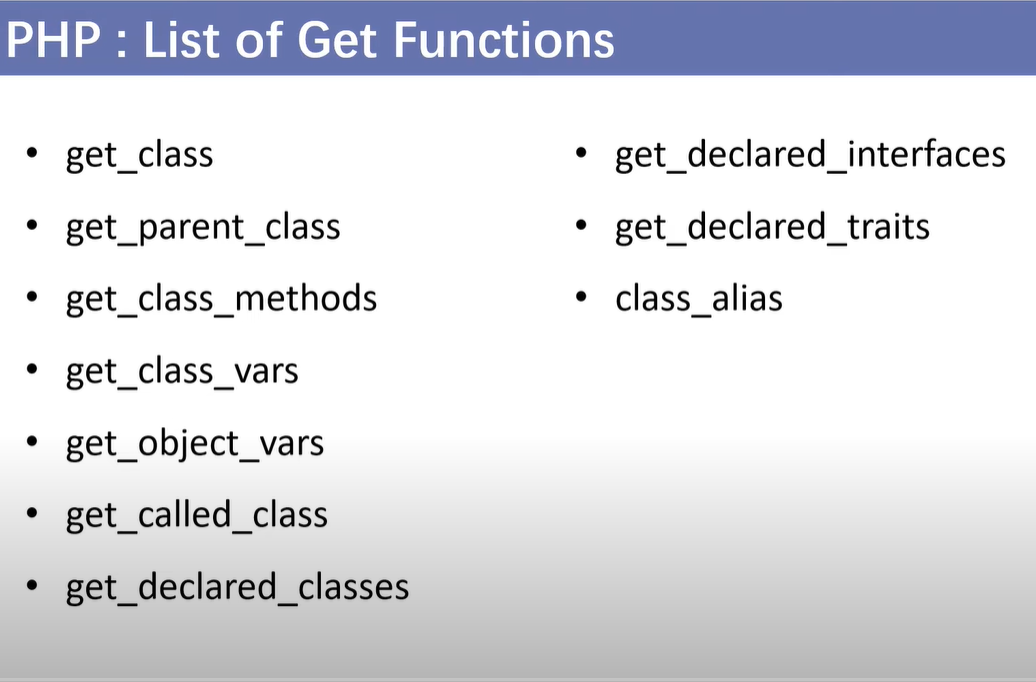 PHP : List of Get Functions
• get_class
• get_parent_class
• get_class_methods
• get_class_vars
• get_object_vars
• get_called_class
• get_declared_classes
• get_declared_interfaces
• get_declared_traits
• class_alias